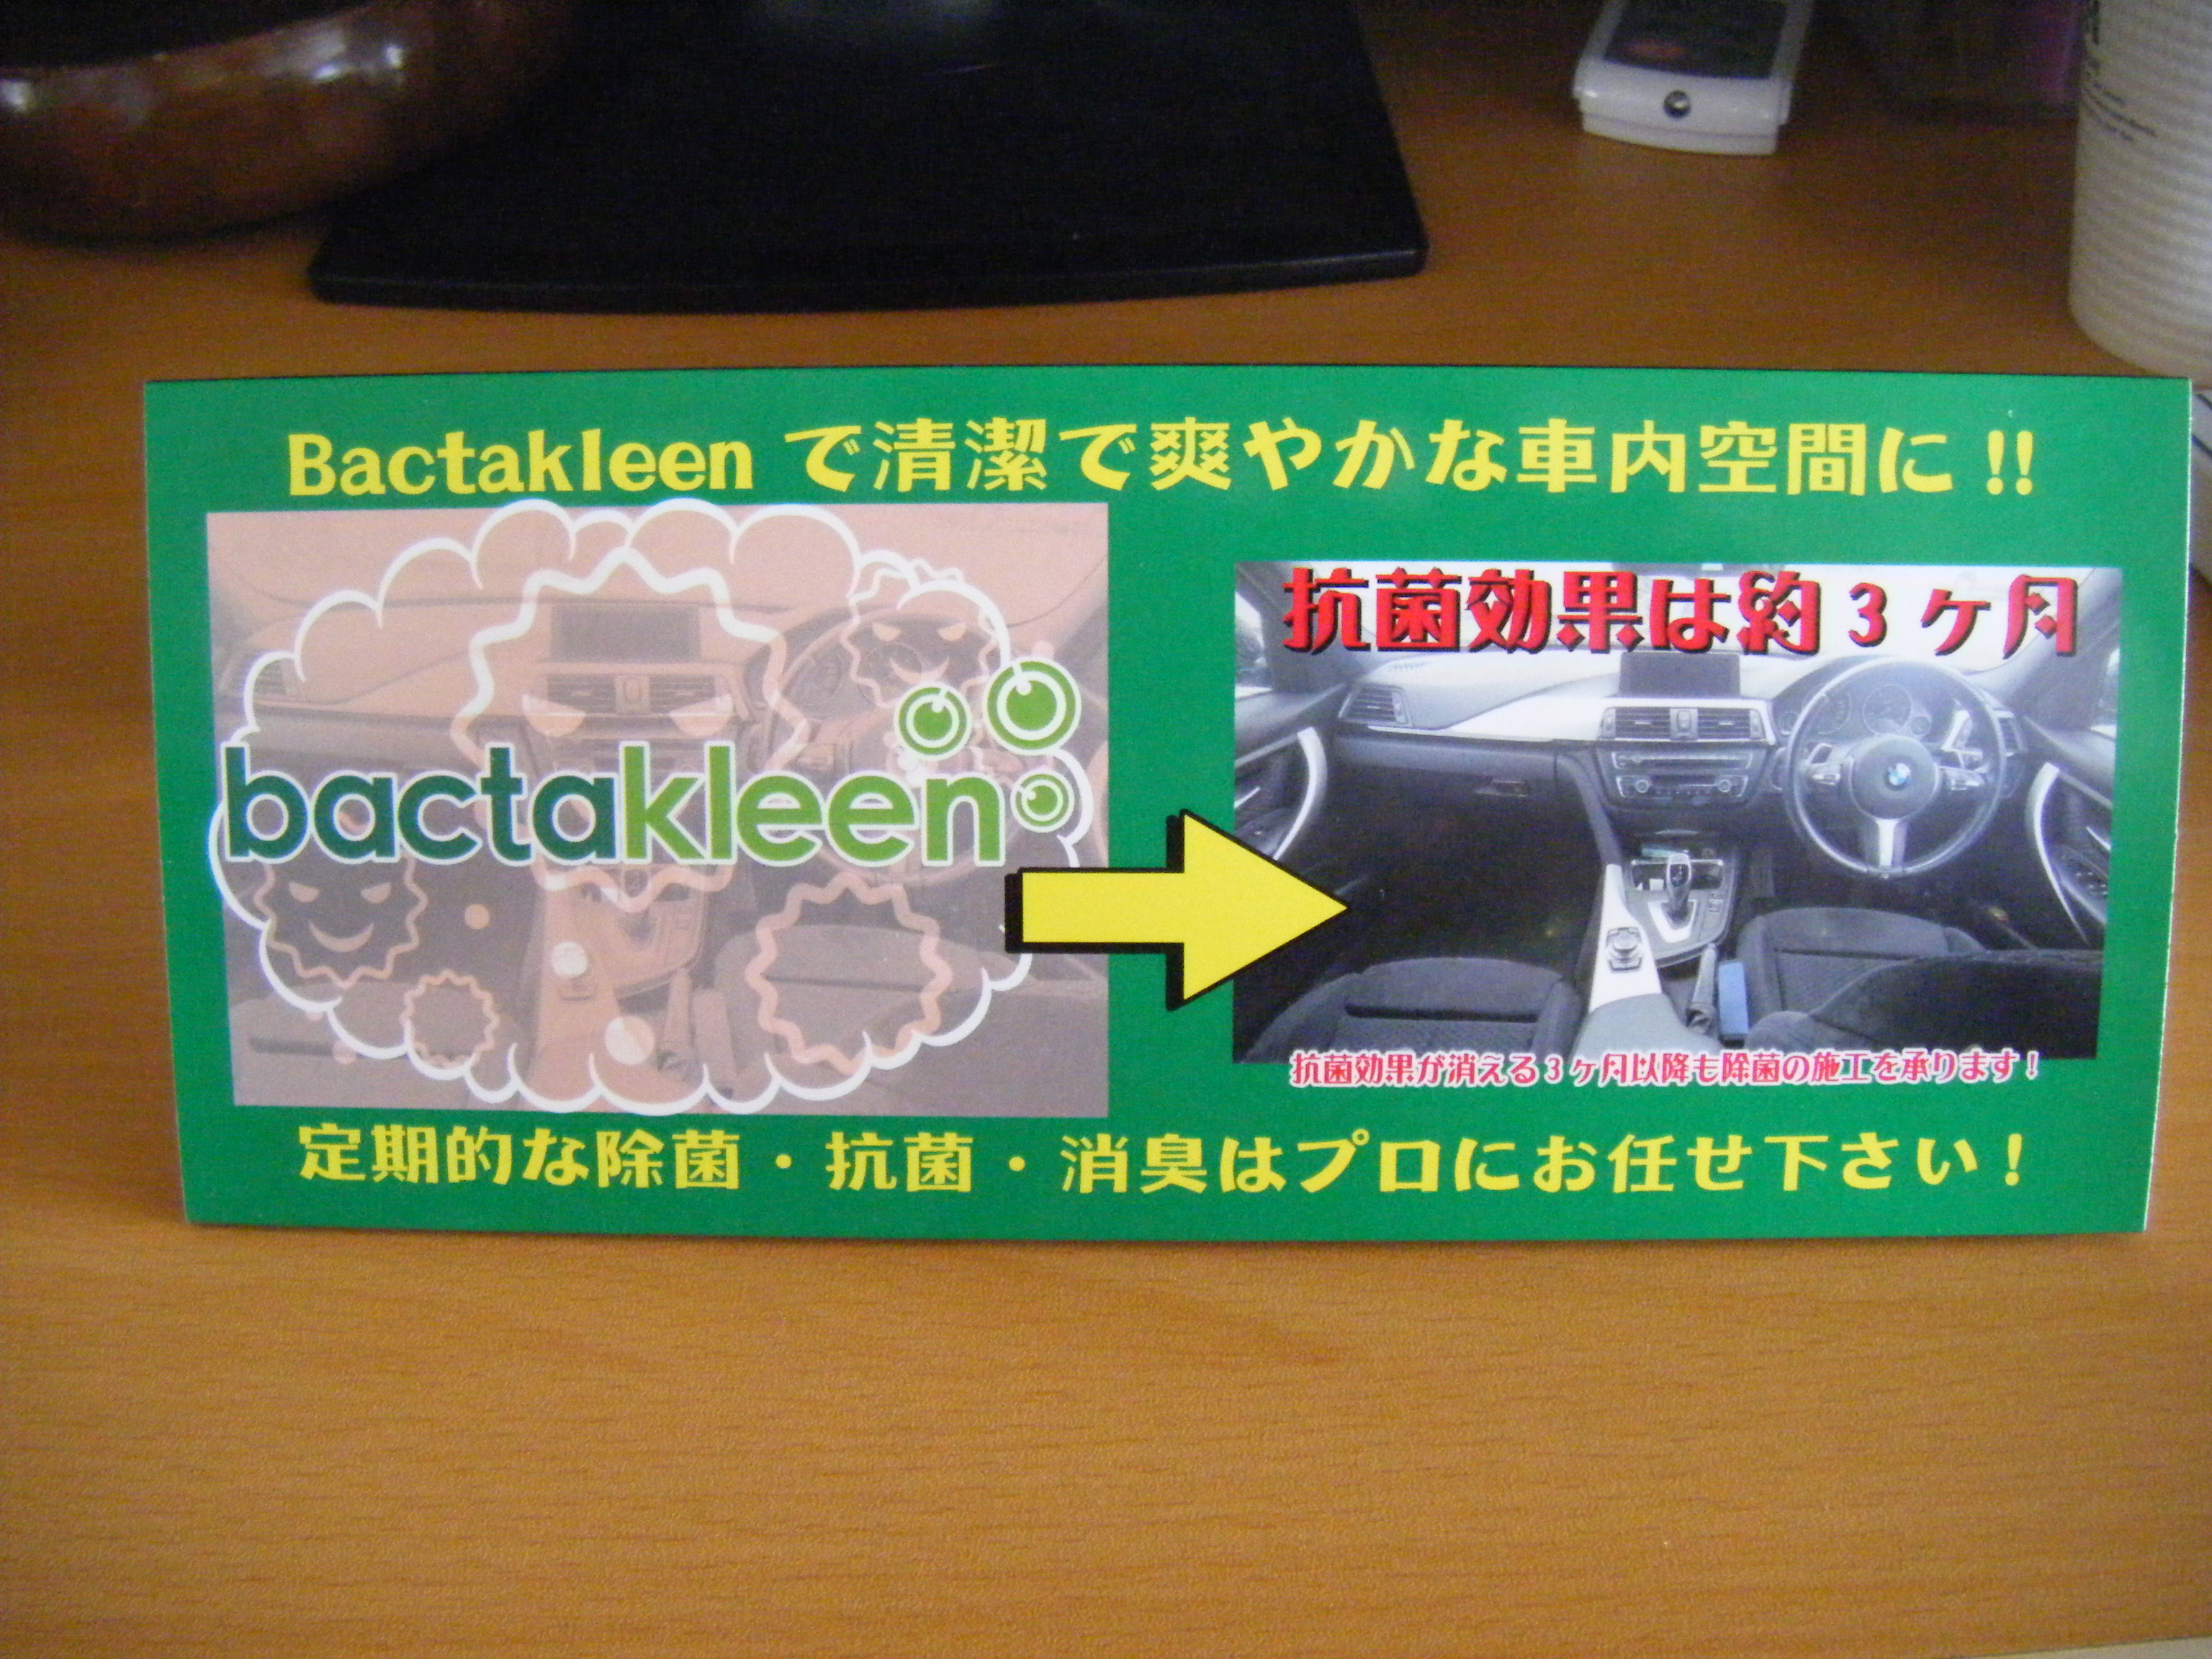 Bactakleen で清潔で爽やかな車内空間に !!
bactakleen
抗菌効果は約3ヶ月
抗菌効果が消える3ヶ月以降も除菌の施工を承ります！
定期的な除菌・抗菌・消臭はプロにお任せ下さい！